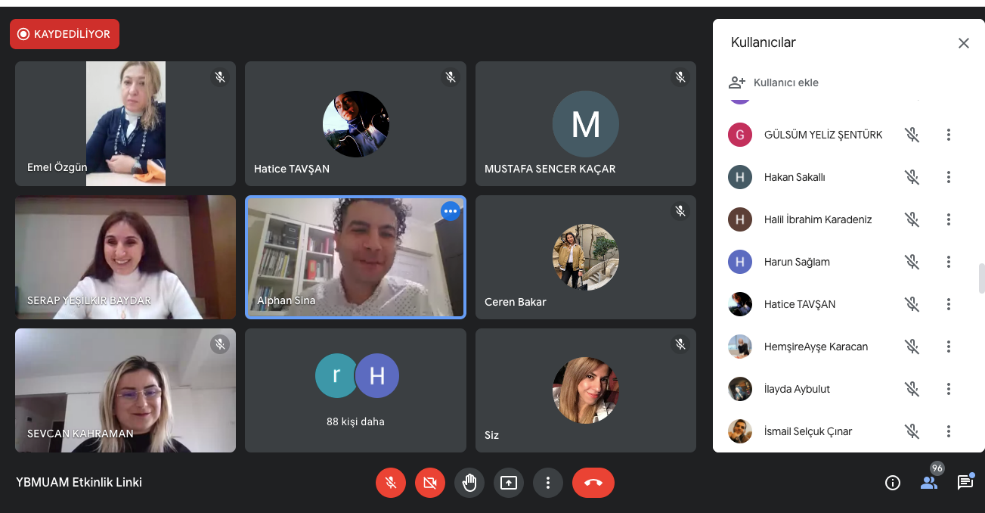 KAYDEDİLİYOR
Emel Özgün
Hatice TAVŞAN
M
MUSTAFA SENCER KAÇAR
SERAP YEŞİLKIR BAYDAR
Alphan Sina
Ceren Bakar
SEVCAN KAHRAMAN
r H
88 kişi daha
Siz
Kullanıcılar
Kullanıcı ekle
G GÜLSÜM YELİZ ŞENTÜRK
H Hakan Sakallı
H Halil İbrahim Karadeniz
H Harun Sağlam
Hatice TAVŞAN
HemşireAyşe Karacan
İlayda Aybulut
İsmail Selçuk Çınar
YBMUAM Etkinlik Linki
96